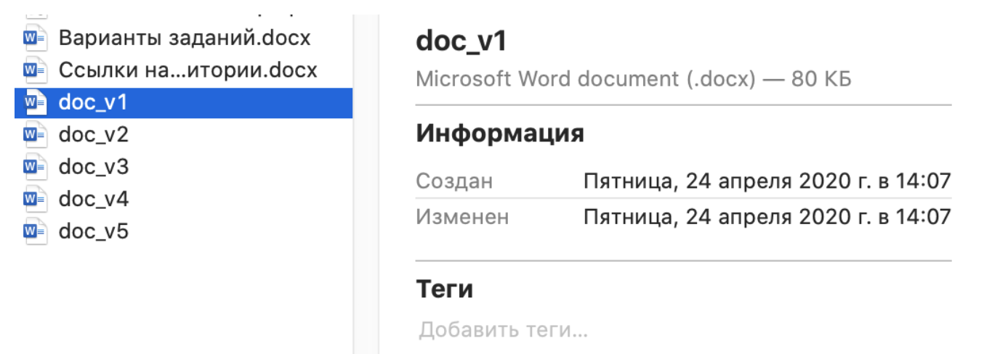 Варианты заданий.docx
Ссылки на...итории.docx
doc_v1
doc_v2
doc_v3
doc_v4
doc_v5
doc_v1
Microsoft Word document (.docx) — 80 КБ
Информация
Создан Пятница, 24 апреля 2020 г. в 14:07
Изменен Пятница, 24 апреля 2020 г. в 14:07
Теги
Добавить теги...